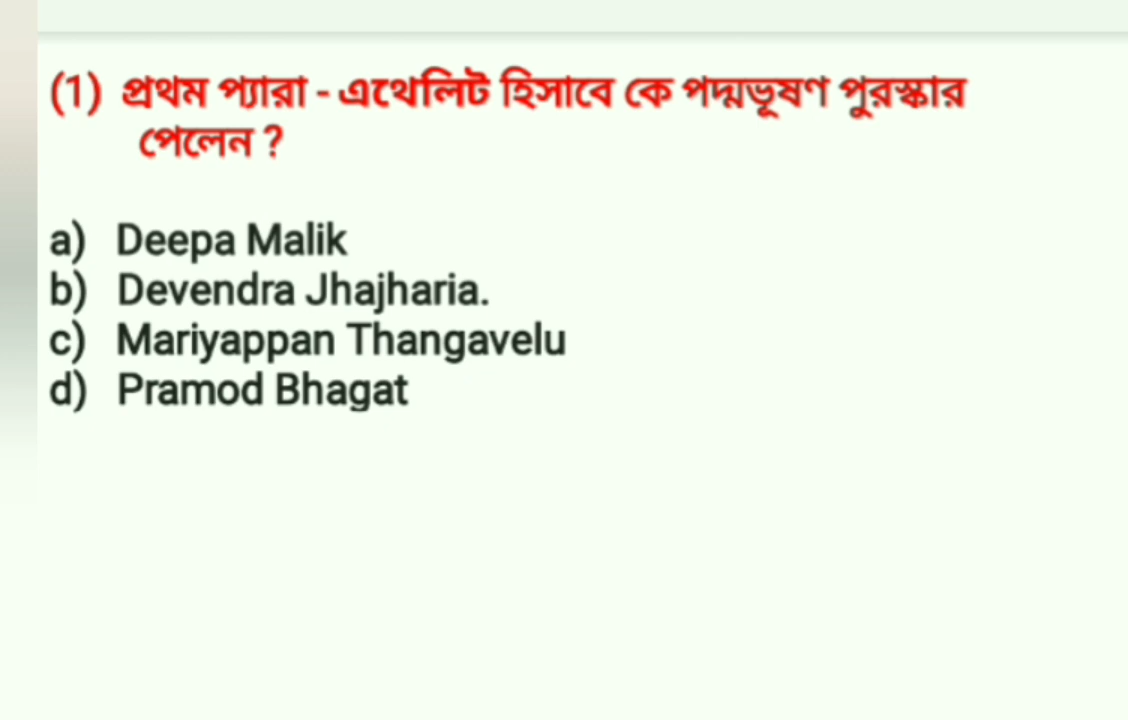 (1) প্রথম প্যারা - এথেলিট হিসাবে কে পদ্মভূষণ পুরস্কার
পেলেন ?
a) Deepa Malik
b) Devendra Jhajharia.
c) Mariyappan Thangavelu
d) Pramod Bhagat